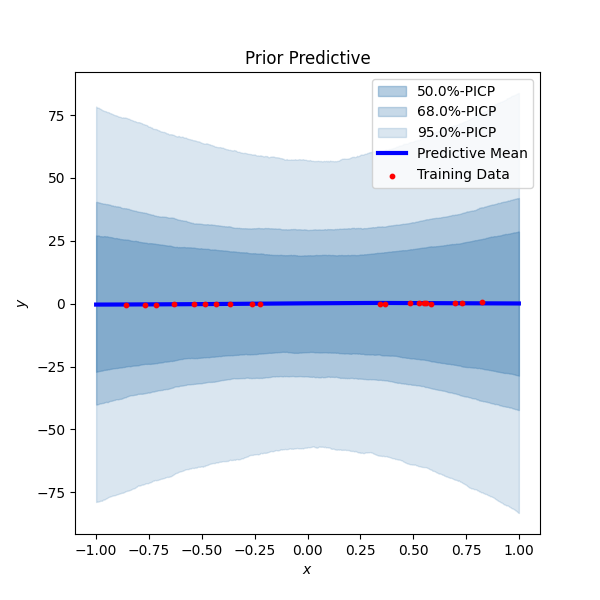 Prior Predictive
50.0%-PICP
68.0%-PICP
95.0%-PICP
Predictive Mean
Training Data
75
50
25
0
−25
−50
−75
y
−1.00 −0.75 −0.50 −0.25 0.00 0.25 0.50 0.75 1.00
x